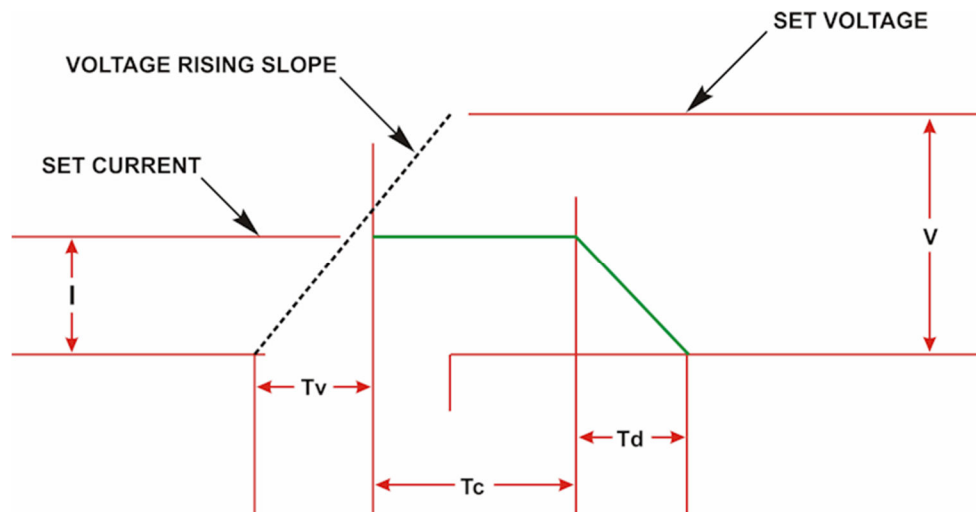 SET VOLTAGE
VOLTAGE RISING SLOPE
SET CURRENT
V
I
Tv
Td
Tc